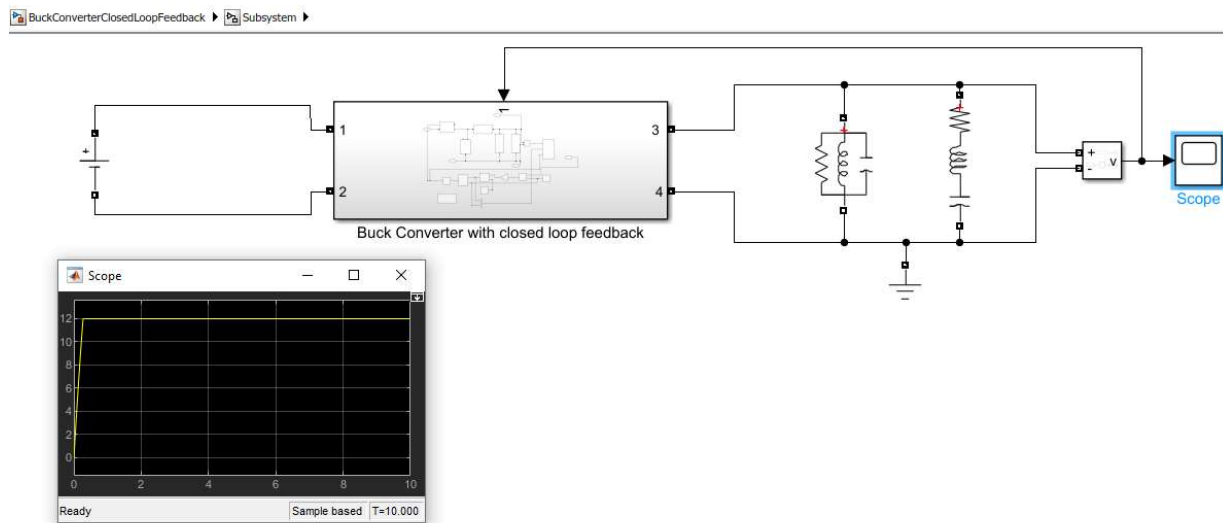 BuckConverterClosedLoopFeedback Subsystem
1
1
2
3
4
+
+
-
v
Scope
Buck Converter with closed loop feedback
Scope
12
10
8
6
4
2
0
0 2 4 6 8 10
Ready Sample based T=10.000